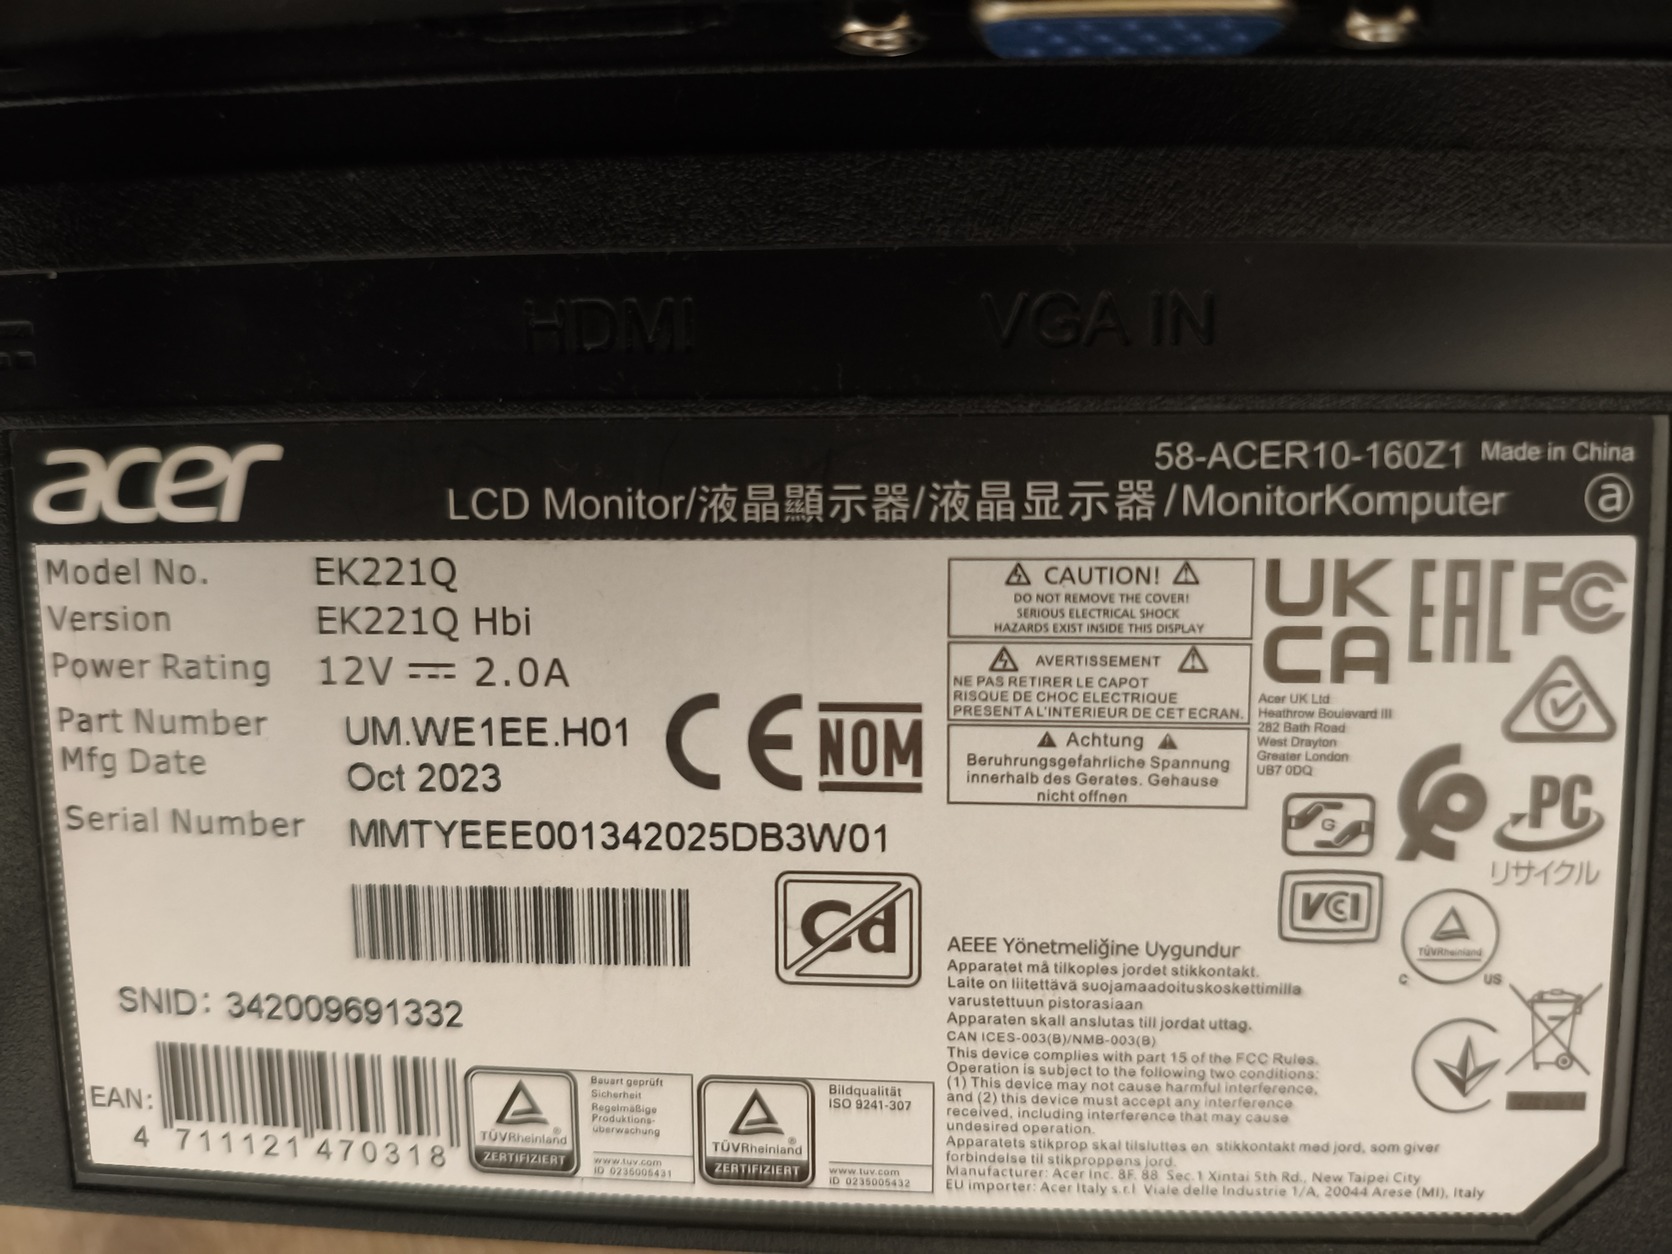 HDMI
VGA IN
acer
58-ACER10-160Z1 Made in China
LCD Monitor/液晶顯示器/液晶显示器/MonitorKomputer
a
Model No. EK221Q
Version EK221Q Hbi
Power Rating 12V 2.0A
Part Number UM.WE1EE.H01
Mfg Date Oct 2023
Serial Number MMTYEEE001342025DB3W01
CE NOM
Cd
SNID: 342009691332
EAN:
4 711121 470318
TÜVRheinland
ZERTIFIZIERT
Bauart geprüft
Sicherheit
Regelmäßige
Produktions-
überwachung
www.tuv.com
ID 0235005431
TÜVRheinland
ZERTIFIZIERT
Bildqualität
ISO 9241-307
www.tuv.com
ID 0235005432
CAUTION!
DO NOT REMOVE THE COVER!
SERIOUS ELECTRICAL SHOCK
HAZARDS EXIST INSIDE THIS DISPLAY
AVERTISSEMENT
NE PAS RETIRER LE CAPOT
RISQUE DE CHOC ELECTRIQUE
PRESENT A L'INTERIEUR DE CET ECRAN.
Achtung
Beruhrungsgefahrliche Spannung
innerhalb des Gerates. Gehause
nicht offnen
UK
CA
EAC
FC
Acer UK Ltd
Heathrow Boulevard III
282 Bath Road
West Drayton
Greater London
UB7 0DQ
G
PC
リサイクル
VCI
TÜVRheinland
C US
AEEE Yönetmeliğine Uygundur
Apparatet må tilkoples jordet stikkontakt.
Laite on liitettävä suojamaadoituskoskettimilla
varustettuun pistorasiaan
Apparaten skall anslutas till jordat uttag.
CAN ICES-003(B)/NMB-003(B)
This device complies with part 15 of the FCC Rules.
Operation is subject to the following two conditions:
(1) This device may not cause harmful interference,
and (2) this device must accept any interference
received, including interference that may cause
undesired operation.
Apparatets stikprop skal tilsluttes en stikkontakt med jord, som giver
forbindelse til stikproppens jord.
Manufacturer: Acer Inc. 8F, 88, Sec.1 Xintai 5th Rd., New Taipei City
EU importer: Acer Italy s.r.l. Viale delle Industrie 1/A, 20044 Arese (MI), Italy